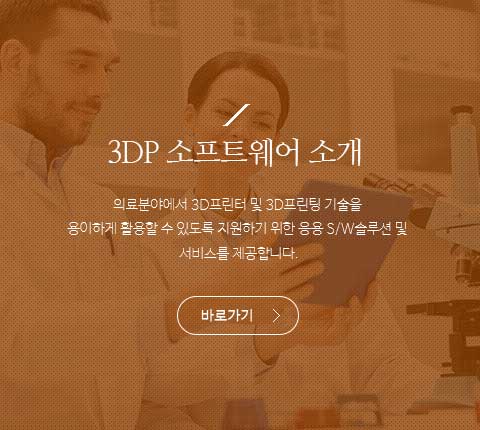 3DP 소프트웨어 소개
의료분야에서 3D프린터 및 3D프린팅 기술을
용이하게 활용할 수 있도록 지원하기 위한 응용 S/W솔루션 및
서비스를 제공합니다.
바로가기